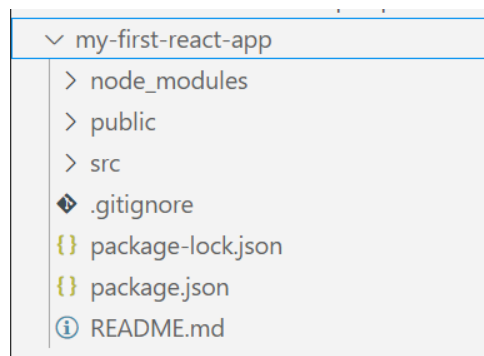 my-first-react-app
node_modules
public
src
.gitignore
package-lock.json
package.json
README.md